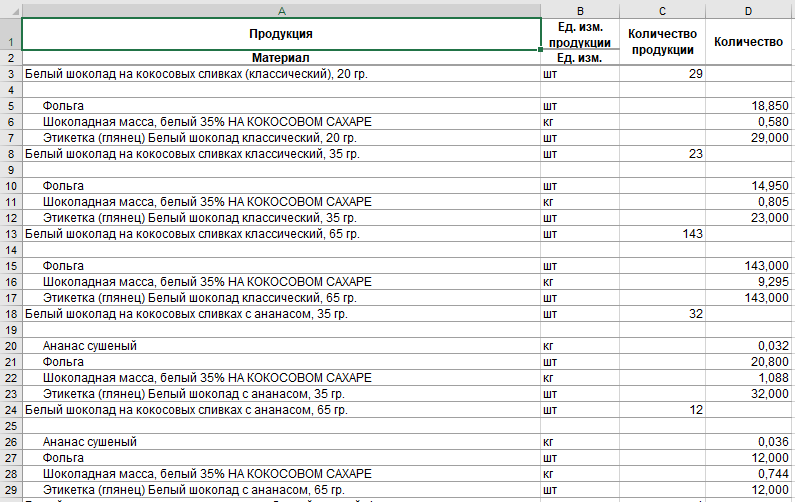 A B C D
1 Продукция Ед. изм. продукции Количество продукции Количество
2 Материал Ед. изм.
3 Белый шоколад на кокосовых сливках (классический), 20 гр. шт 29
4
5 Фольга шт 18,850
6 Шоколадная масса, белый 35% НА КОКОСОВОМ САХАРЕ кг 0,580
7 Этикетка (глянец) Белый шоколад классический, 20 гр. шт 29,000
8 Белый шоколад на кокосовых сливках классический, 35 гр. шт 23
9
10 Фольга шт 14,950
11 Шоколадная масса, белый 35% НА КОКОСОВОМ САХАРЕ кг 0,805
12 Этикетка (глянец) Белый шоколад классический, 35 гр. шт 23,000
13 Белый шоколад на кокосовых сливках классический, 65 гр. шт 143
14
15 Фольга шт 143,000
16 Шоколадная масса, белый 35% НА КОКОСОВОМ САХАРЕ кг 9,295
17 Этикетка (глянец) Белый шоколад классический, 65 гр. шт 143,000
18 Белый шоколад на кокосовых сливках с ананасом, 35 гр. шт 32
19
20 Ананас сушеный кг 0,032
21 Фольга шт 20,800
22 Шоколадная масса, белый 35% НА КОКОСОВОМ САХАРЕ кг 1,088
23 Этикетка (глянец) Белый шоколад с ананасом, 35 гр. шт 32,000
24 Белый шоколад на кокосовых сливках с ананасом, 65 гр. шт 12
25
26 Ананас сушеный кг 0,036
27 Фольга шт 12,000
28 Шоколадная масса, белый 35% НА КОКОСОВОМ САХАРЕ кг 0,744
29 Этикетка (глянец) Белый шоколад с ананасом, 65 гр. шт 12,000